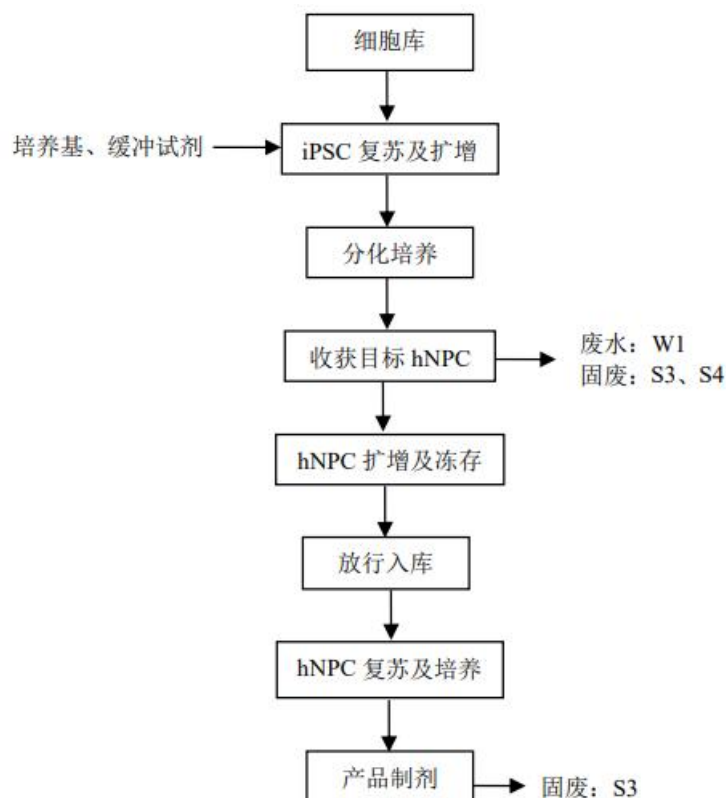 细胞库
培养基、缓冲试剂
iPSC 复苏及扩增
分化培养
收获目标 hNPC
废水：W1
固废：S3、S4
hNPC 扩增及冻存
放行入库
hNPC 复苏及培养
产品制剂
固废：S3